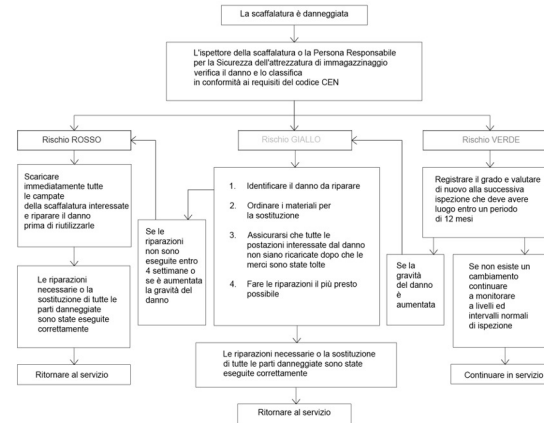 La scaffalatura è danneggiata
L'ispettore della scaffalatura o la Persona Responsabile
per la Sicurezza dell'attrezzatura di immagazzinaggio
verifica il danno e lo classifica
in conformità ai requisiti del codice CEN
Rischio ROSSO
Scaricare
immediatamente tutte
le campate
della scaffalatura interessate
e riparare il danno
prima di riutilizzarle
Le riparazioni
necessarie o la
sostituzione di tutte le
parti danneggiate
sono state eseguite
correttamente
Ritornare al servizio
Se le
riparazioni
non sono
eseguite entro
4 settimane o
se è aumentata
la gravità del
danno
Rischio GIALLO
1. Identificare il danno da riparare
2. Ordinare i materiali per
la sostituzione
3. Assicurarsi che tutte le
postazioni interessate dal danno
non siano ricaricate dopo che le
merci sono state tolte
4. Fare le riparazioni il più presto
possibile
Le riparazioni necessarie o la sostituzione
di tutte le parti danneggiate sono state
eseguite correttamente
Ritornare al servizio
Se la
gravità
del danno
è
aumentata
Rischio VERDE
Registrare il grado e valutare
di nuovo alla successiva
ispezione che deve avere
luogo entro un periodo
di 12 mesi
Se non esiste un
cambiamento
continuare
a monitorare
a livelli ed
intervalli normali
di ispezione
Continuare in servizio